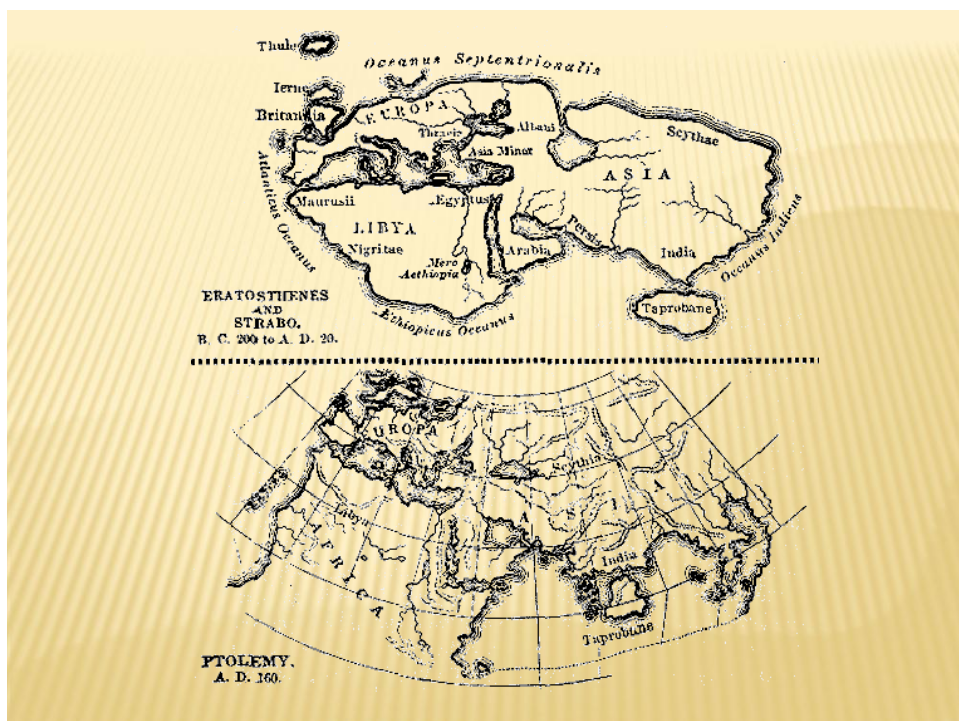 Thule
Oceanus Septentrionalis
Ierne
EUROPA
Britannia
Albani
Scythae
Thracia
Asia Minor
ASIA
Atlanticus Oceanus
Maurusii
Egyptus
LIBYA
Persis
Nigritae
Arabia
India
Oceanus Indicus
Mero
Aethiopia
Taprobane
ERATOSTHENES
AND
STRABO.
B. C. 200 to A. D. 20.
Ethiopicus Oceanus
UROPA
Scythia
A S I A
Libya
AFRICA
India
Taprobane
PTOLEMY.
A. D. 160.